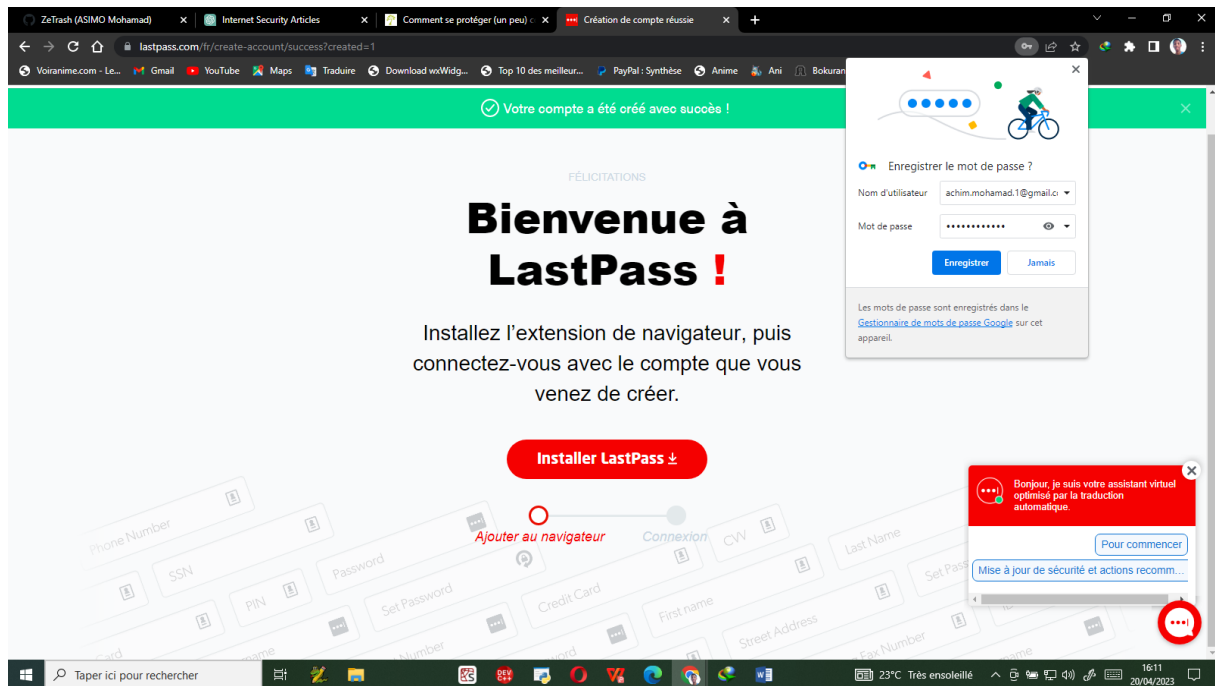 ZeTrash (ASIMO Mohamad)
Internet Security Articles
Comment se protéger (un peu) c
Création de compte réussie
lastpass.com/fr/create-account/success?created=1
Voiranime.com - Le...
Gmail
YouTube
Maps
Traduire
Download wxWidg...
Top 10 des meilleur...
PayPal : Synthèse
Anime
Ani
Bokuran
Votre compte a été créé avec succès !
FÉLICITATIONS
Bienvenue à
LastPass !
Installez l’extension de navigateur, puis
connectez-vous avec le compte que vous
venez de créer.
Installer LastPass
Ajouter au navigateur
Connexion
Enregistrer le mot de passe ?
Nom d'utilisateur
achim.mohamad.1@gmail.c
Mot de passe
••••••••••••
Enregistrer
Jamais
Les mots de passe sont enregistrés dans le
Gestionnaire de mots de passe Google sur cet
appareil.
Bonjour, je suis votre assistant virtuel
optimisé par la traduction
automatique.
Pour commencer
Mise à jour de sécurité et actions recomm...
Phone Number
SSN
PIN
Password
Set Password
Credit Card
First name
CVV
Last Name
Set Pass
Street Address
Fax Number
Card
name
Number
word
name
Taper ici pour rechercher
23°C Très ensoleillé
16:11
20/04/2023